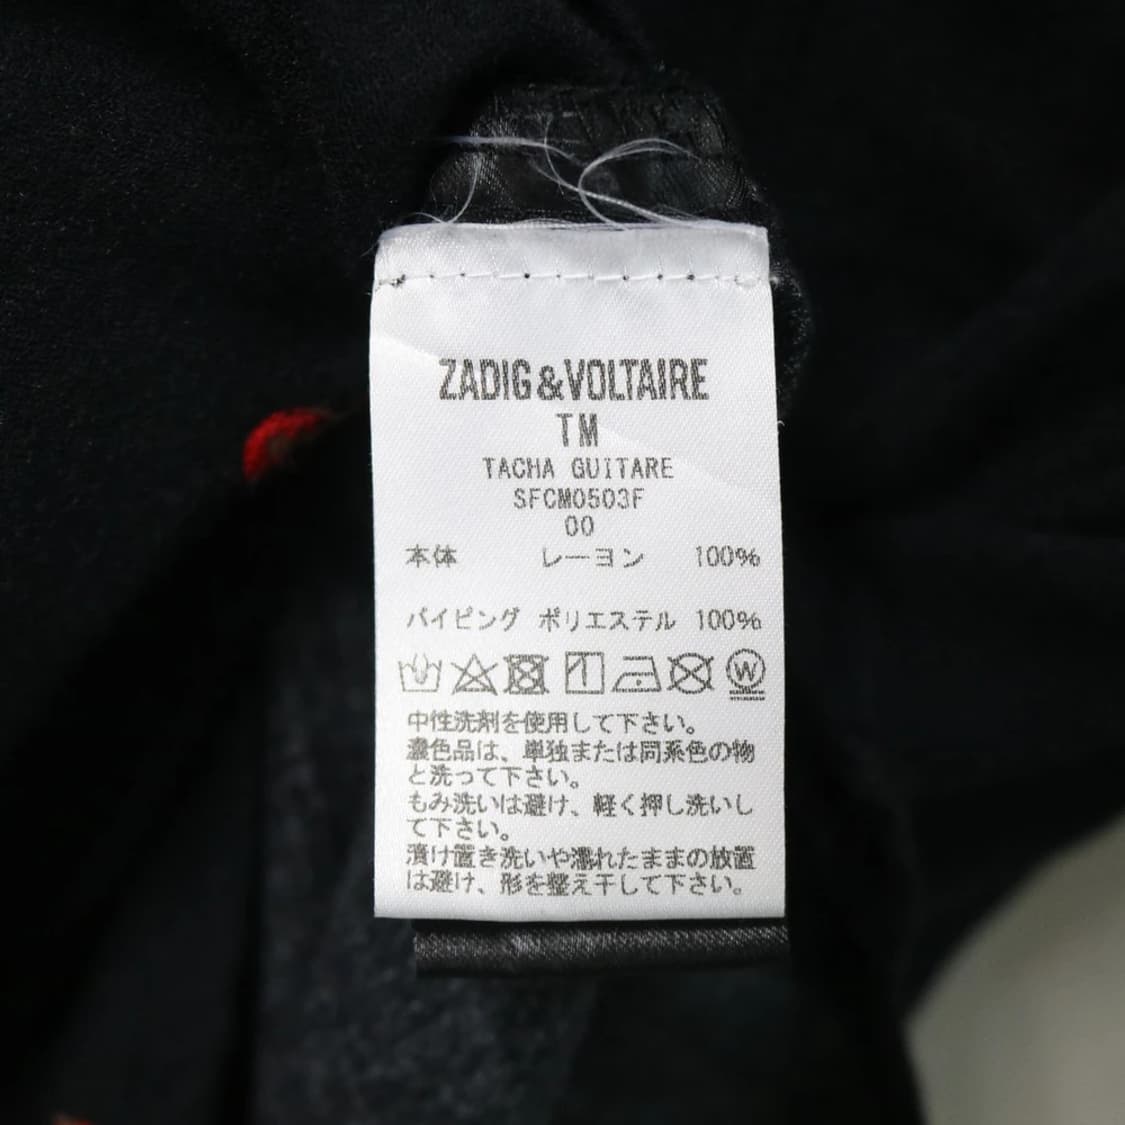 ZADIG&VOLTAIRE
TM
TACHA GUITARE
SFCM0503F
00
本体 レーヨン 100%
パイピング ポリエステル 100%
W
中性洗剤を使用して下さい。
濃色品は、単独または同系色の物
と洗って下さい。
もみ洗いは避け、軽く押し洗いし
て下さい。
漬け置き洗いや濡れたままの放置
は避け、形を整え干して下さい。